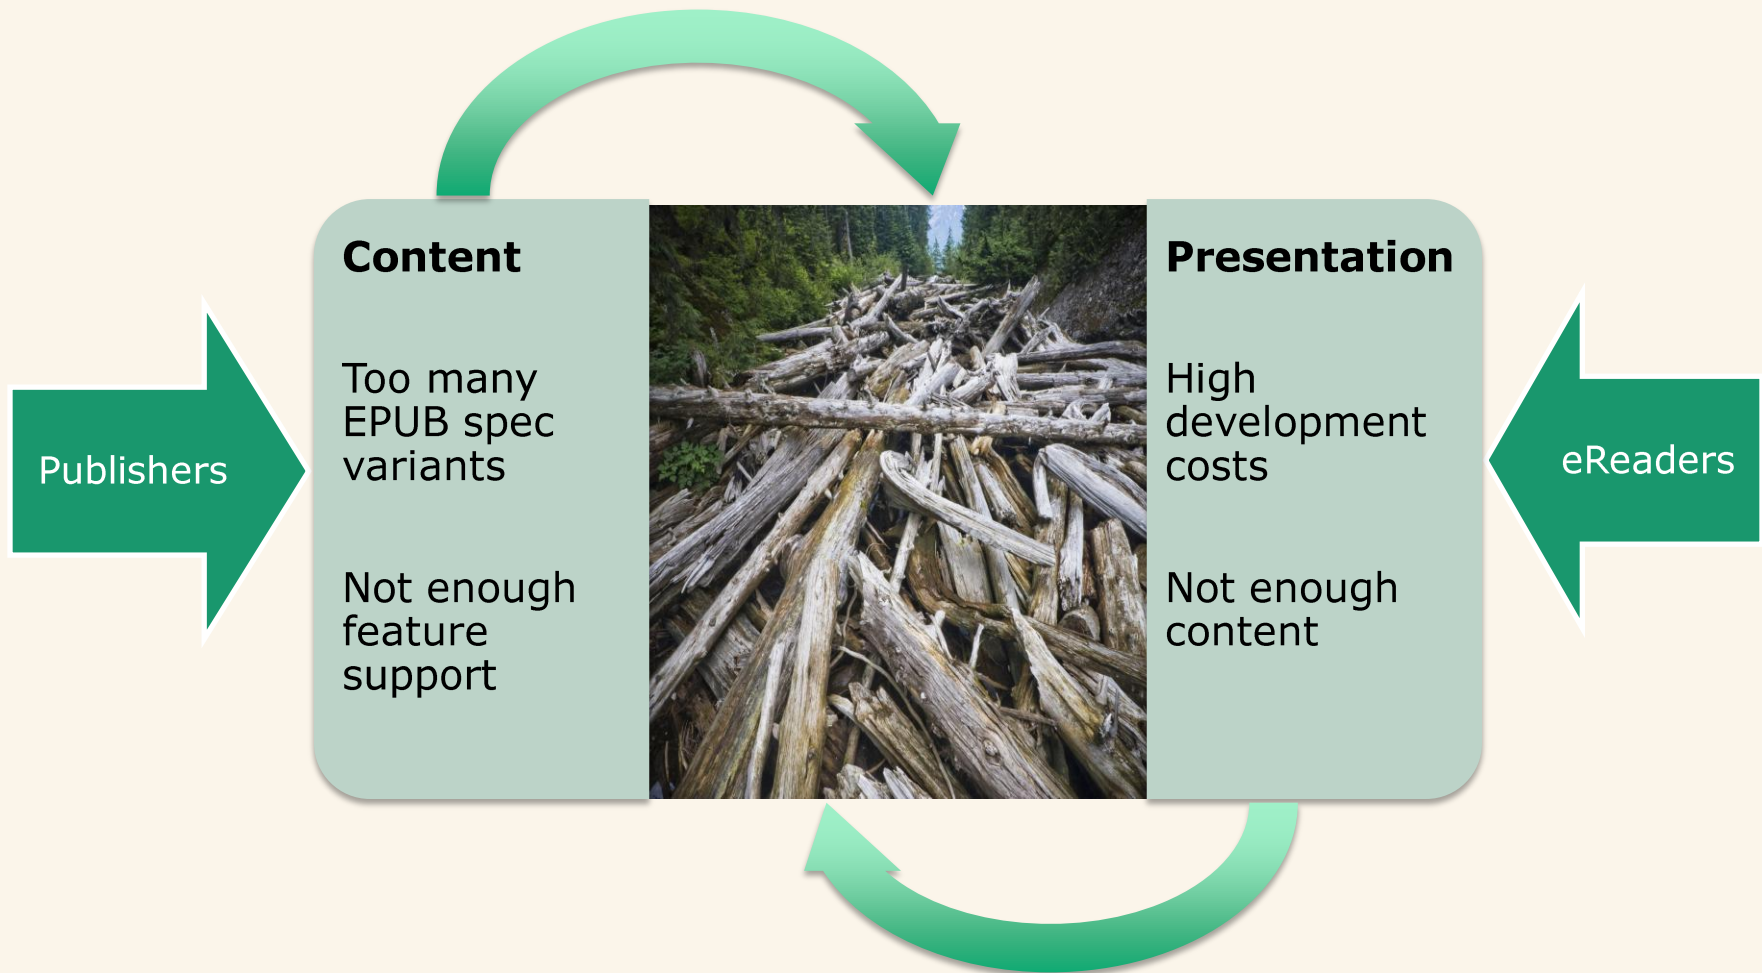 Publishers
Content
Too many
EPUB spec
variants
Not enough
feature
support
Presentation
High
development
costs
Not enough
content
eReaders